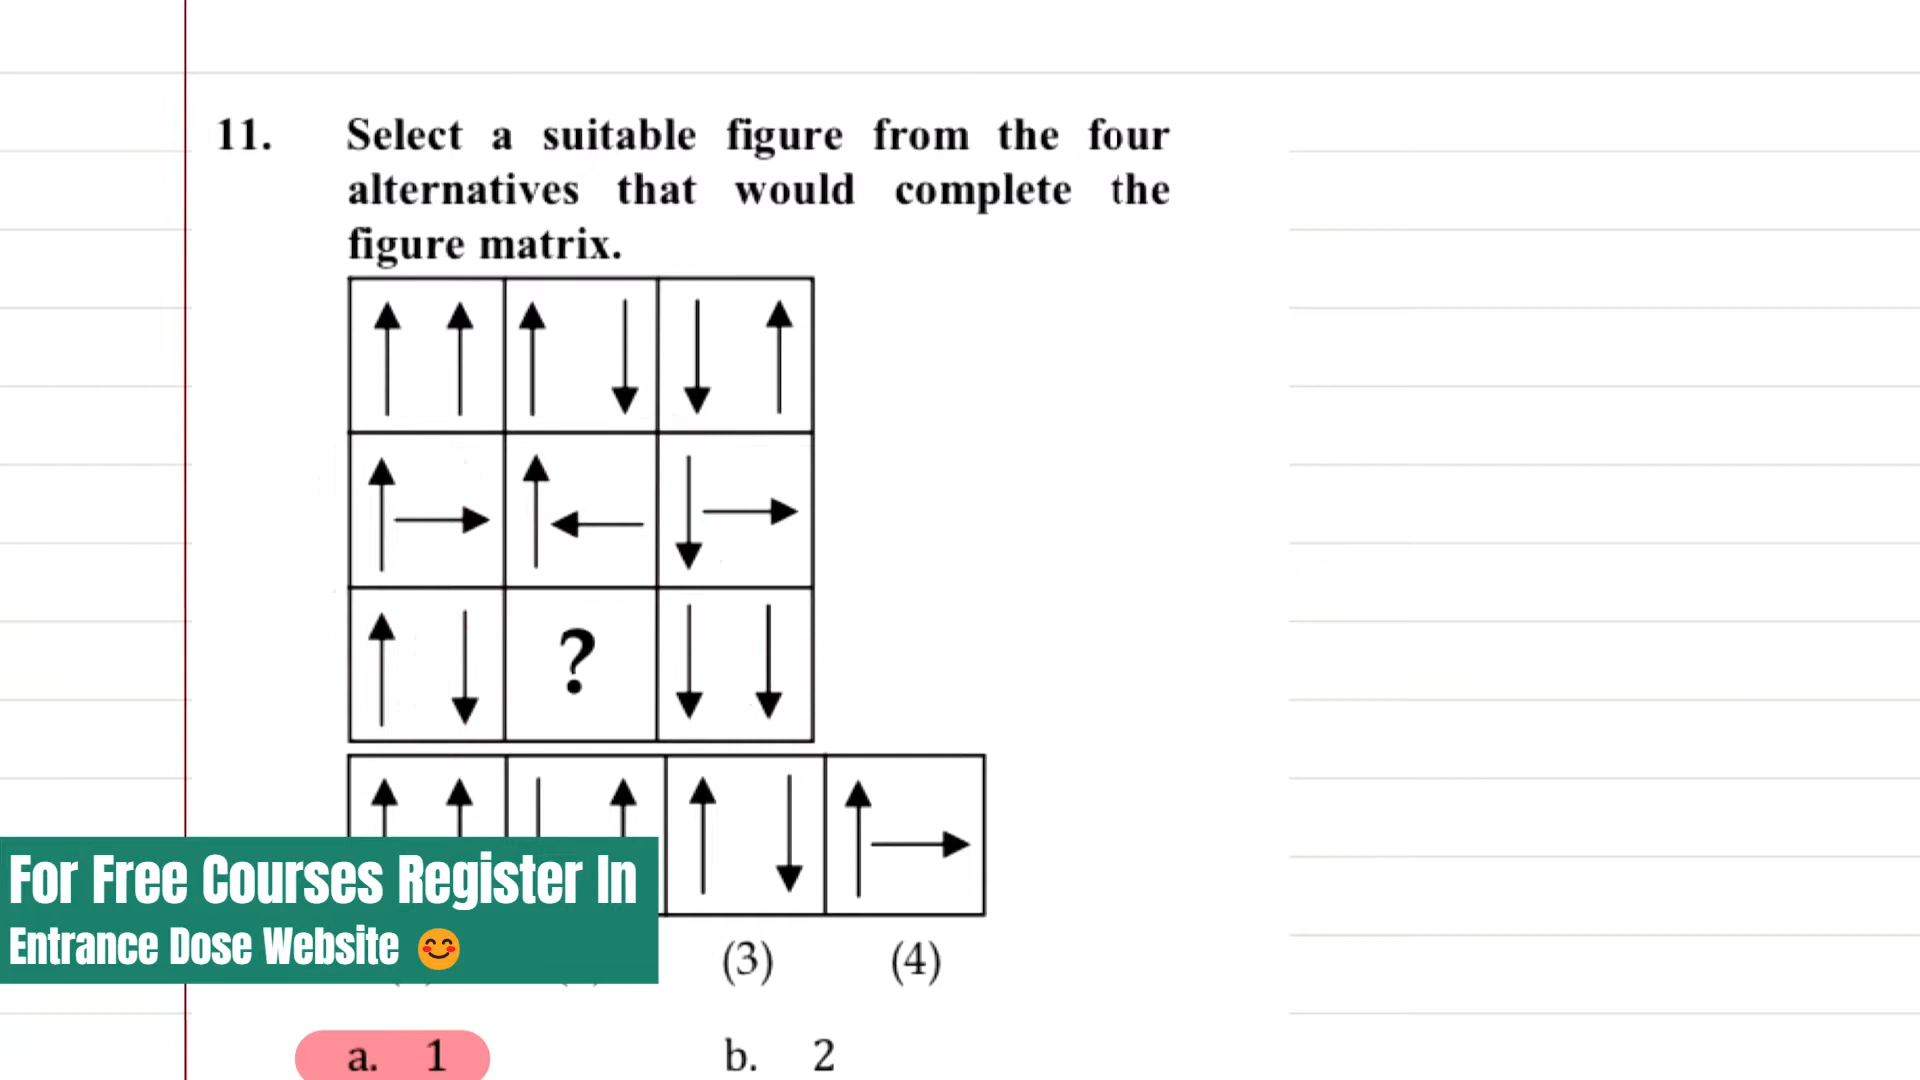 11. Select a suitable figure from the four
alternatives that would complete the
figure matrix.
?
For Free Courses Register In
Entrance Dose Website 😊
(3) (4)
a. 1 b. 2